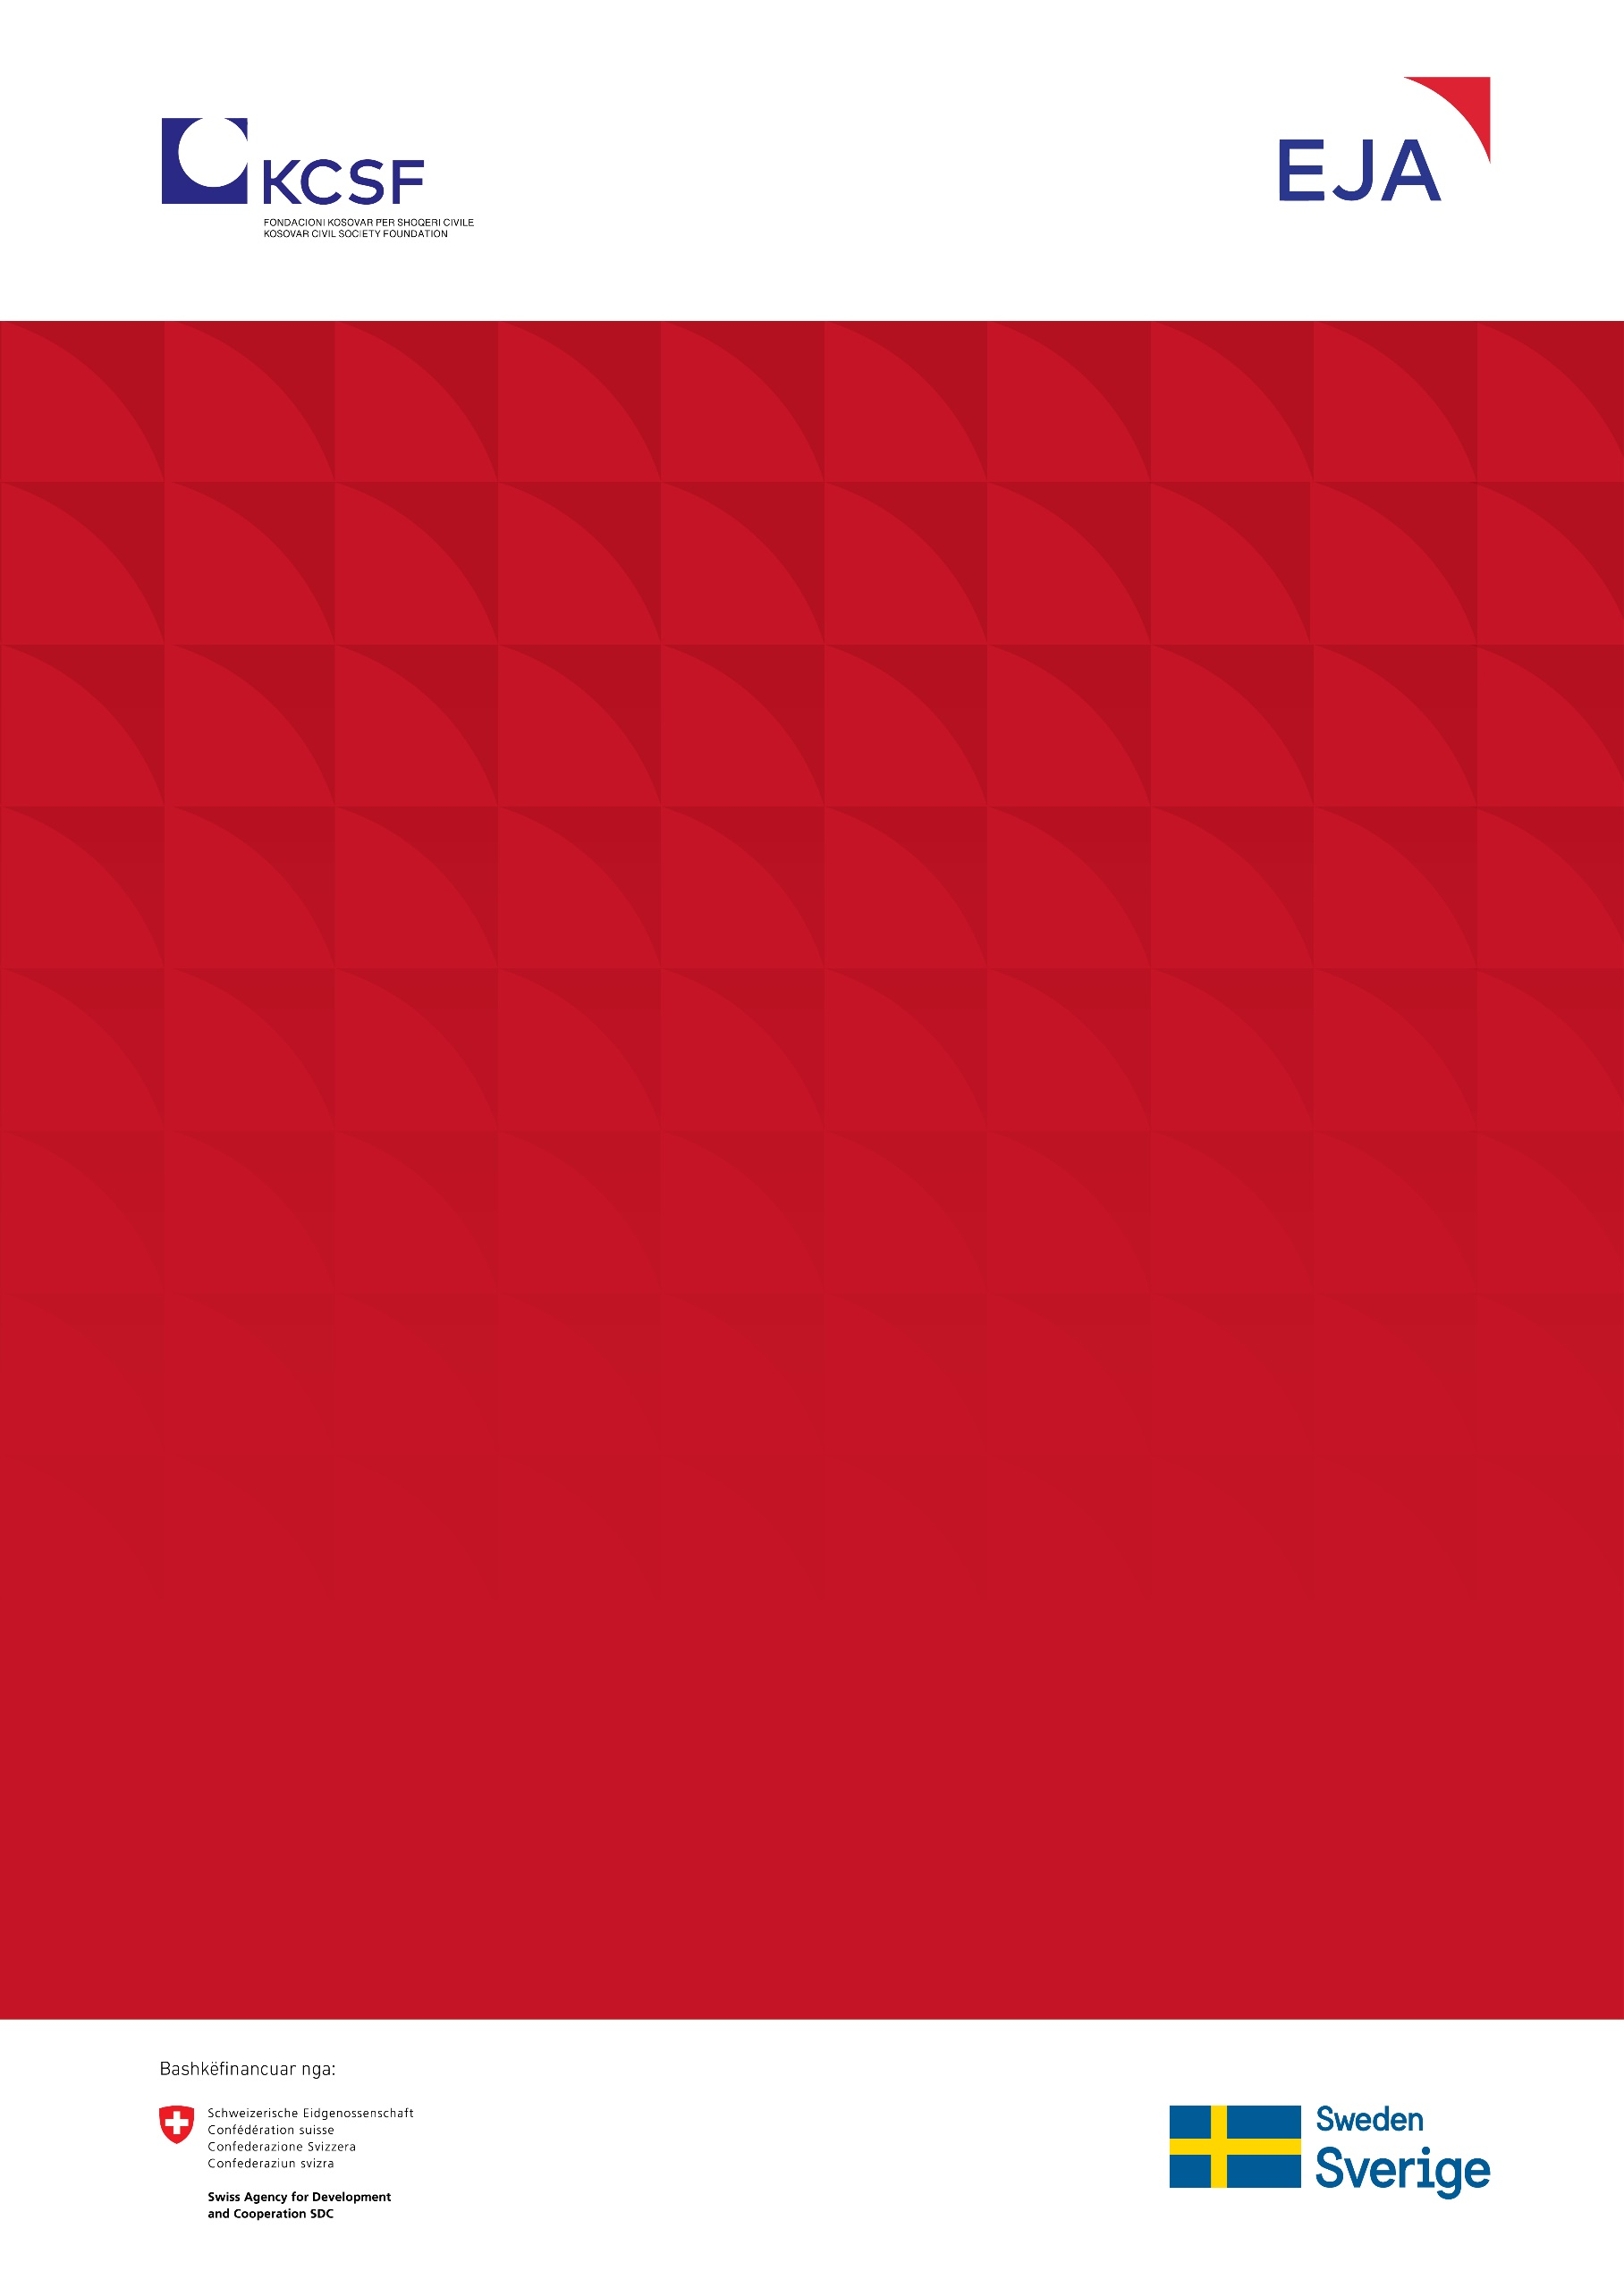 KCSF
FONDACIONI KOSOVAR PER SHOQERI CIVILE
KOSOVAR CIVIL SOCIETY FOUNDATION
EJA
Bashkëfinancuar nga:
Schweizerische Eidgenossenschaft
Confédération suisse
Confederazione Svizzera
Confederaziun svizra
Swiss Agency for Development
and Cooperation SDC
Sweden
Sverige